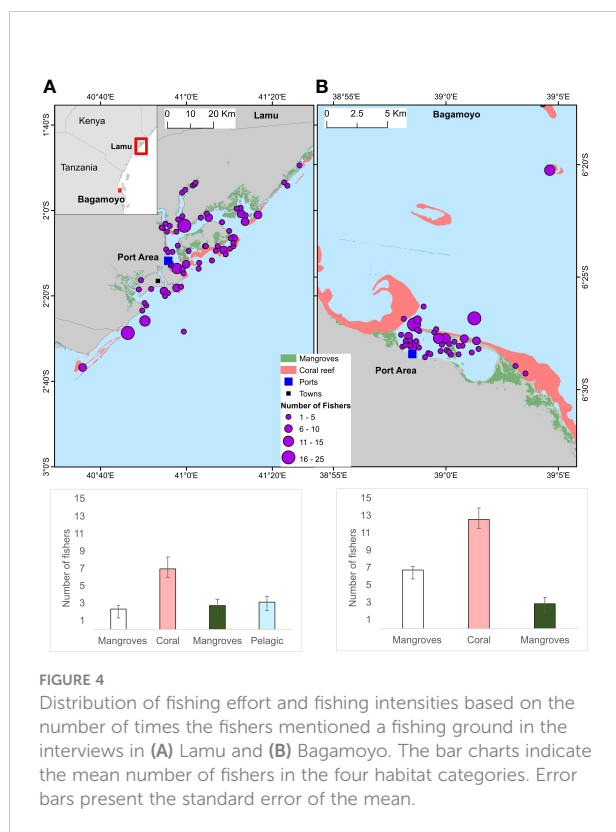 A
B
40°40'E 41°0'E 41°20'E
38°55'E 39°0'E 39°5'E
0 10 20 Km
Lamu
0 2.5 5 Km
Bagamoyo
Kenya
Lamu
Tanzania
Bagamoyo
1°40'S
2°0'S
2°20'S
2°40'S
3°0'S
6°20'S
6°25'S
6°30'S
Port Area
Port Area
Mangroves
Coral reef
Ports
Towns
Number of Fishers
1 - 5
6 - 10
11 - 15
16 - 25
40°40'E 41°0'E 41°20'E
38°55'E 39°0'E 39°5'E
Number of fishers
15
13
11
9
7
5
3
1
Mangroves Coral Mangroves Pelagic
Number of fishers
15
13
11
9
7
5
3
1
Mangroves Coral Mangroves
FIGURE 4
Distribution of fishing effort and fishing intensities based on the
number of times the fishers mentioned a fishing ground in the
interviews in (A) Lamu and (B) Bagamoyo. The bar charts indicate
the mean number of fishers in the four habitat categories. Error
bars present the standard error of the mean.